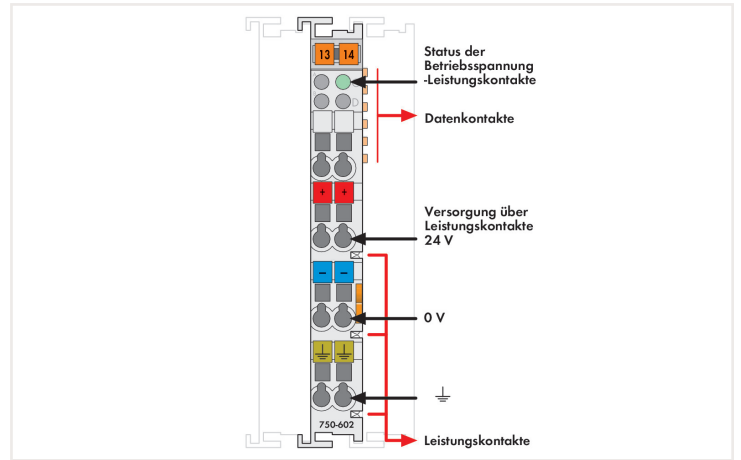 13 14
Status der
Betriebsspannung
-Leistungskontakte
Datenkontakte
+ +
Versorgung über
Leistungskontakte
24 V
– –
0 V
750-602
Leistungskontakte